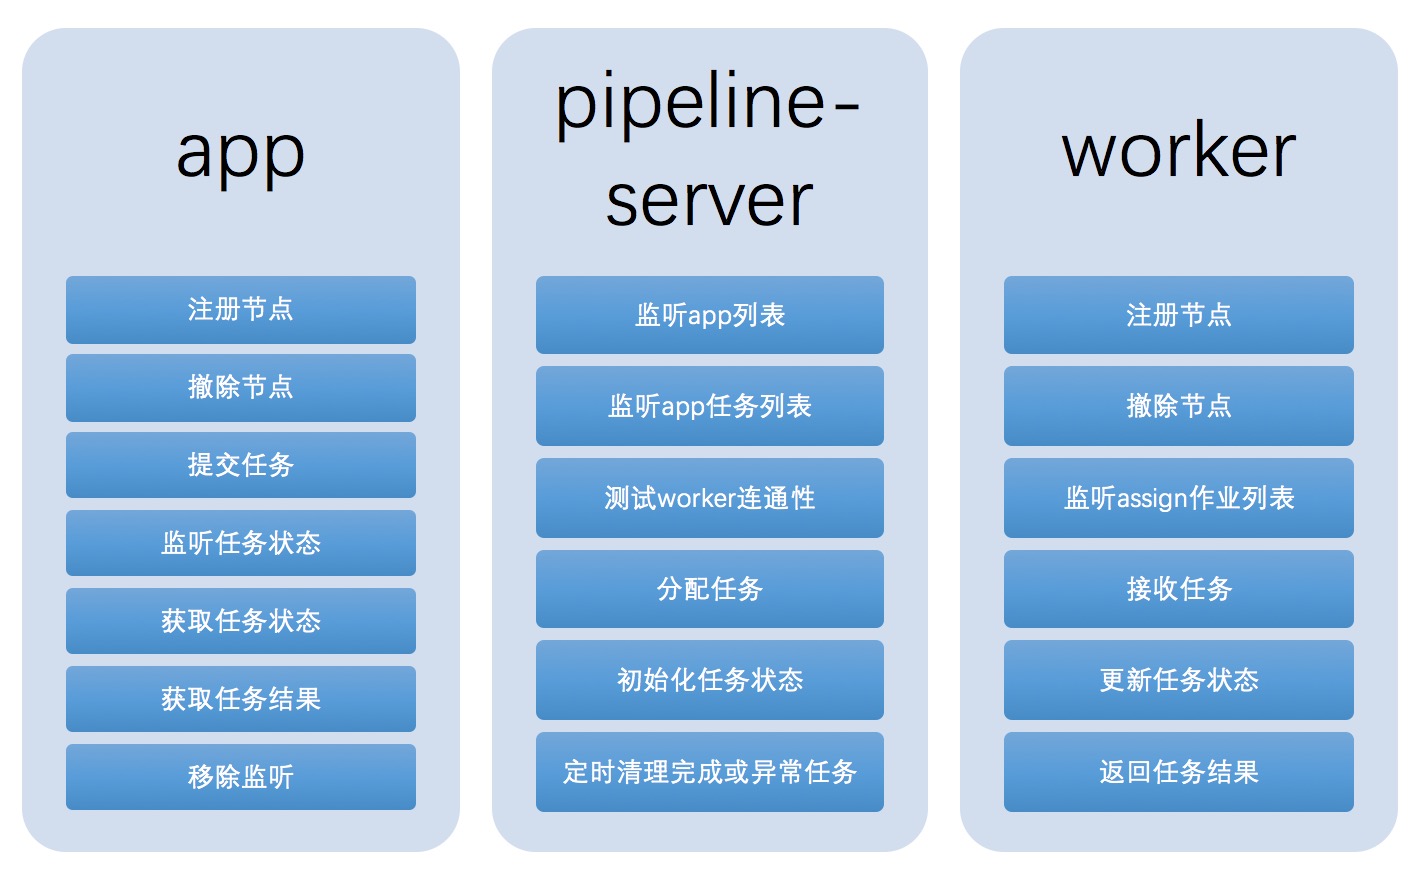 app
注册节点
撤除节点
提交任务
监听任务状态
获取任务状态
获取任务结果
移除监听
pipeline-
server
监听app列表
监听app任务列表
测试worker连通性
分配任务
初始化任务状态
定时清理完成或异常任务
worker
注册节点
撤除节点
监听assign作业列表
接收任务
更新任务状态
返回任务结果